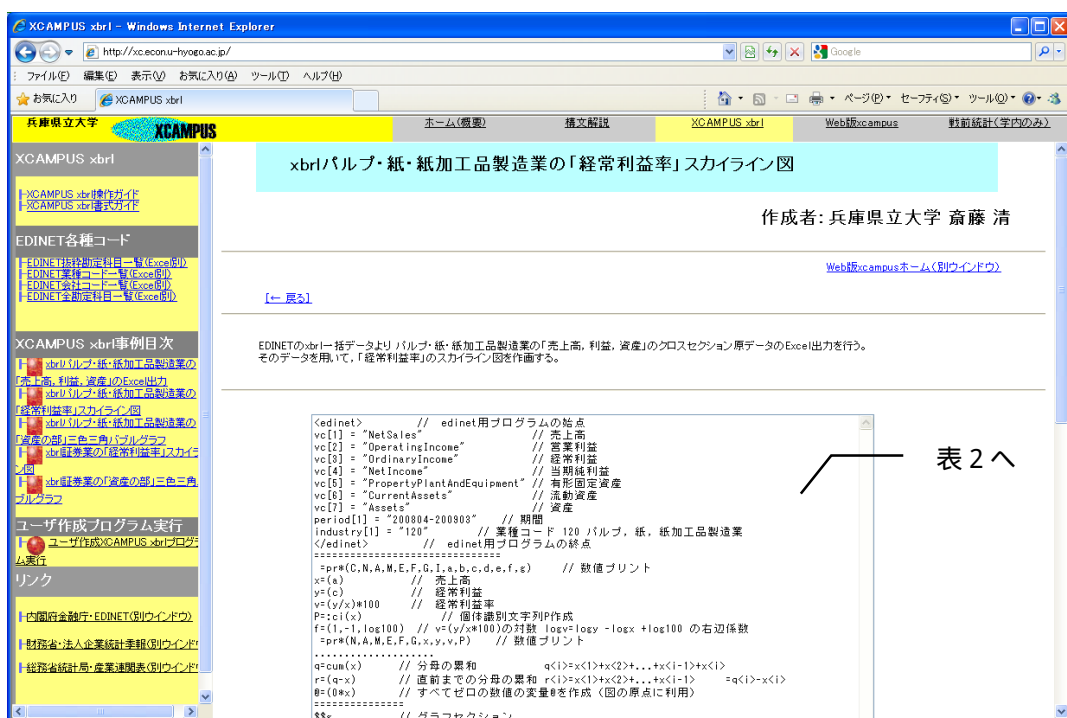 XCAMPUS xbrl - Windows Internet Explorer
http://xc.econ.u-hyogo.ac.jp/
Google
ファイル(F) 編集(E) 表示(V) お気に入り(A) ツール(T) ヘルプ(H)
お気に入り XCAMPUS xbrl
ページ(P) セーフティ(S) ツール(O)
兵庫県立大学 XCAMPUS
ホーム(概要) 構文解説 XCAMPUS xbrl Web版xcampus 戦前統計(学内のみ)
XCAMPUS xbrl
├XCAMPUS xbrl操作ガイド
├XCAMPUS xbrl書式ガイド
EDINET各種コード
├EDINET抜粋勘定科目一覧(Excel別)
├EDINET業種コード一覧(Excel別)
├EDINET会社コード一覧(Excel別)
├EDINET全勘定科目一覧(Excel別)
XCAMPUS xbrl事例目次
├xbrlパルプ・紙・紙加工品製造業の
「売上高，利益，資産」のExcel出力
├xbrlパルプ・紙・紙加工品製造業の
「経常利益率」スカイライン図
├xbrlパルプ・紙・紙加工品製造業の
「資産の部」三色三角バブルグラフ
├xbrl証券業の「経常利益率」スカイラ
ン図
├xbrl証券業の「資産の部」三色三角
ブルグラフ
ユーザ作成プログラム実行
├ユーザ作成XCAMPUS xbrlプログラ
ム実行
リンク
├内閣府金融庁・EDINET(別ウインドウ)
├財務省・法人企業統計季報(別ウインド
├総務省統計局・産業連関表(別ウインド
xbrlパルプ・紙・紙加工品製造業の「経常利益率」スカイライン図
作成者: 兵庫県立大学 斎藤 清
Web版xcampusホーム(別ウインドウ)
[← 戻る]
EDINETのxbrl一括データより パルプ・紙・紙加工品製造業の「売上高，利益，資産」のクロスセクション原データのExcel出力を行う。
そのデータを用いて，「経常利益率」のスカイライン図を作画する。
<edinet> // edinet用プログラムの始点
vc[1] = "NetSales" // 売上高
vc[2] = "OperatingIncome" // 営業利益
vc[3] = "OrdinaryIncome" // 経常利益
vc[4] = "NetIncome" // 当期純利益
vc[5] = "PropertyPlantAndEquipment" // 有形固定資産
vc[6] = "CurrentAssets" // 流動資産
vc[7] = "Assets" // 資産
period[1] = "200804-200903" // 期間
industry[1] = "120" // 業種コード 120 パルプ，紙，紙加工品製造業
</edinet> // edinet用プログラムの終点
===============================
=pr*(C,N,A,M,E,F,G,I,a,b,c,d,e,f,g) // 数値プリント
x=(a) // 売上高
y=(c) // 経常利益
v=(y/x)*100 // 経常利益率
P=:ci(x) // 個体識別文字列P作成
f=(1,-1,log100) // v=(y/x*100)の対数 logv=logy -logx +log100 の右辺係数
=pr*(N,A,M,E,F,G,x,y,v,P) // 数値プリント
...................
q=cum(x) // 分母の累和 q<i>=x<1>+x<2>+...+x<i-1>+x<i>
r=(q-x) // 直前までの分母の累和 r<i>=x<1>+x<2>+...+x<i-1> =q<i>-x<i>
@=(0*x) // すべてゼロの数値の変量@を作成（図の原点に利用）
===============
$$← // グラフセクション
表2へ